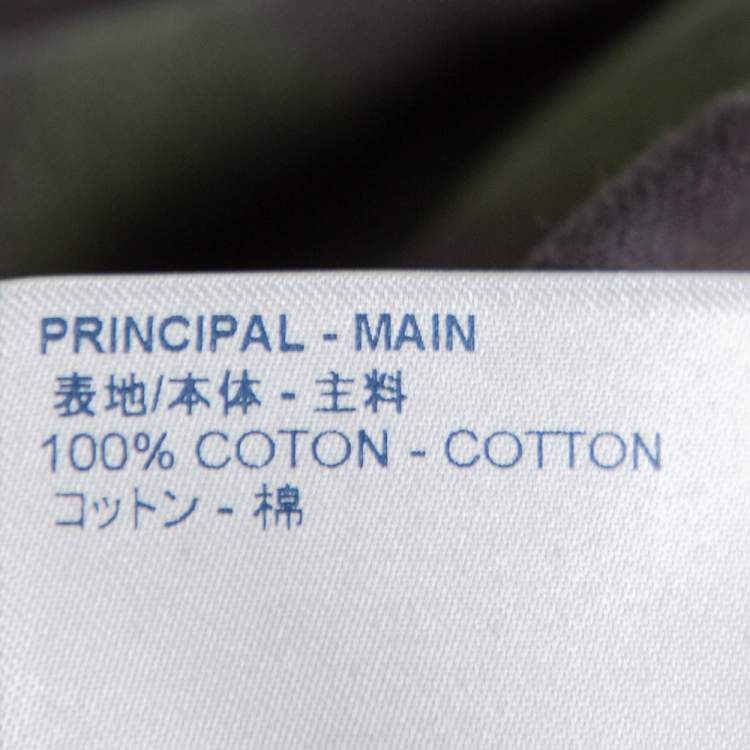 PRINCIPAL - MAIN
表地/本体 - 主料
100% COTON - COTTON
コットン - 棉